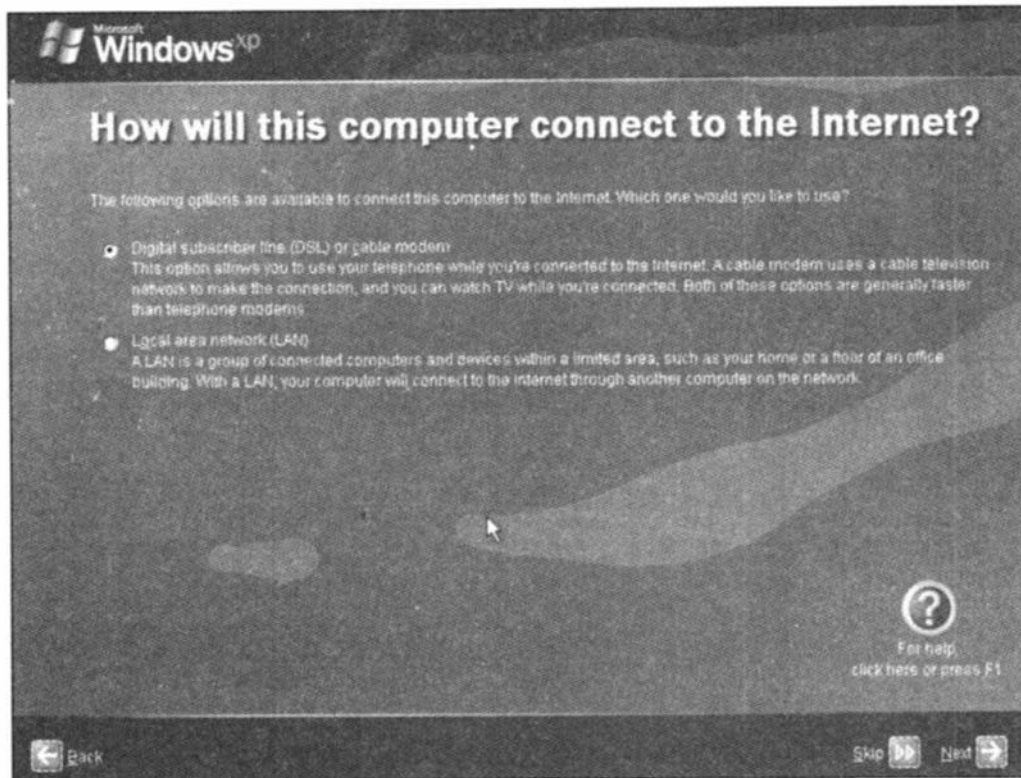 Microsoft
Windows xp
How will this computer connect to the Internet?
The following options are available to connect this computer to the Internet. Which one would you like to use?
Digital subscriber line (DSL) or cable modem
This option allows you to use your telephone while you're connected to the Internet. A cable modem uses a cable television
network to make the connection, and you can watch TV while you're connected. Both of these options are generally faster
than telephone modems.
Local area network (LAN)
A LAN is a group of connected computers and devices within a limited area, such as your home or a floor of an office
building. With a LAN, your computer will connect to the Internet through another computer on the network.
For help,
click here or press F1
Back
Skip
Next